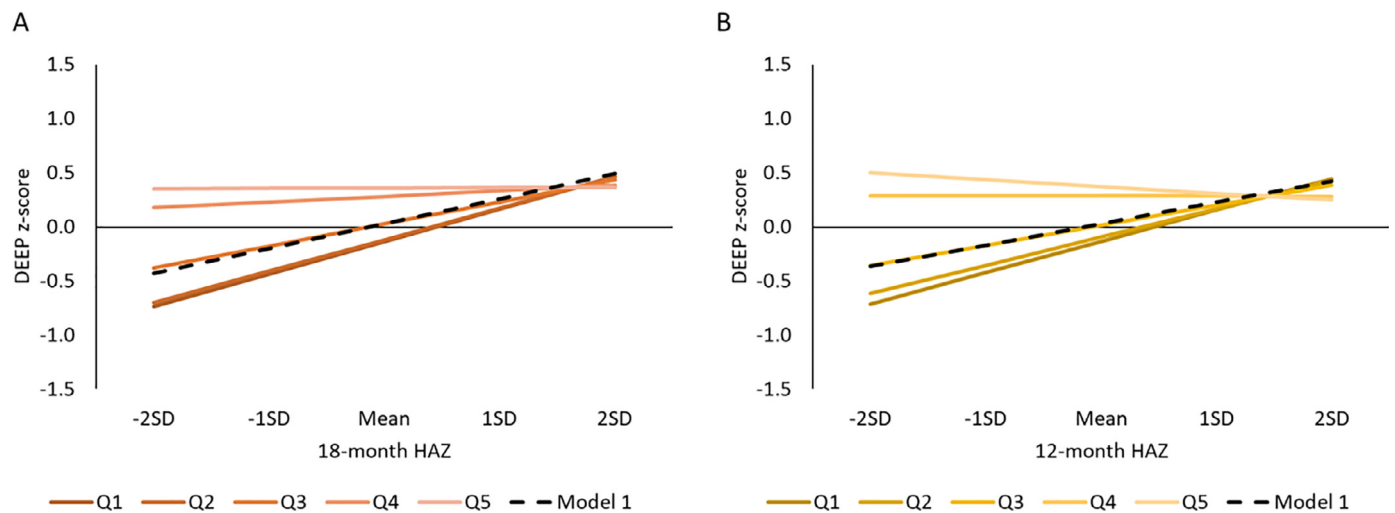 A
1.5
1.0
0.5
0.0
-0.5
-1.0
-1.5
DEEP z-score
-2SD -1SD Mean 1SD 2SD
18-month HAZ
Q1 Q2 Q3 Q4 Q5 Model 1
B
1.5
1.0
0.5
0.0
-0.5
-1.0
-1.5
DEEP z-score
-2SD -1SD Mean 1SD 2SD
12-month HAZ
Q1 Q2 Q3 Q4 Q5 Model 1